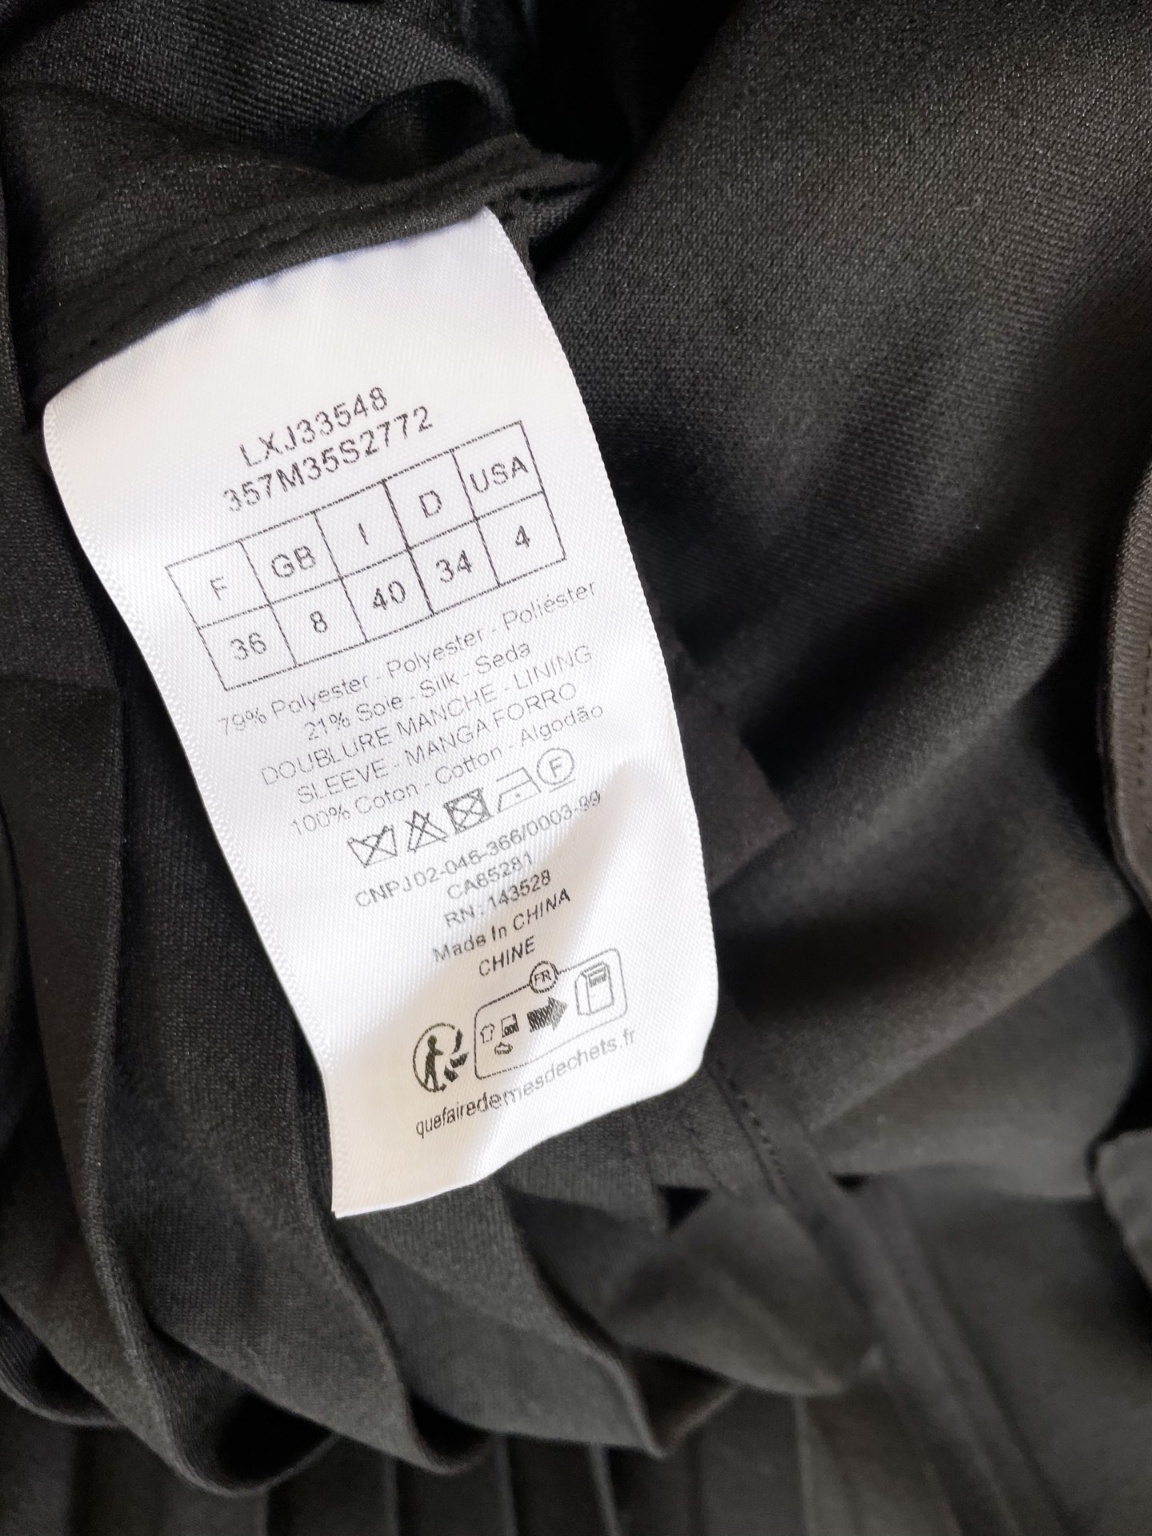 LXJ33548
357M35S2772
F GB I D USA
36 8 40 34 4
79% Polyester - Polyester - Poliéster
21% Soie - Silk - Seda
DOUBLURE MANCHE - LINING
SLEEVE - MANGA FORRO
100% Coton - Cotton - Algodão
F
CNPJ 02-046-366/0003-99
CA65281
RN: 143528
Made In CHINA
CHINE
FR
quefairedemesdechets.fr